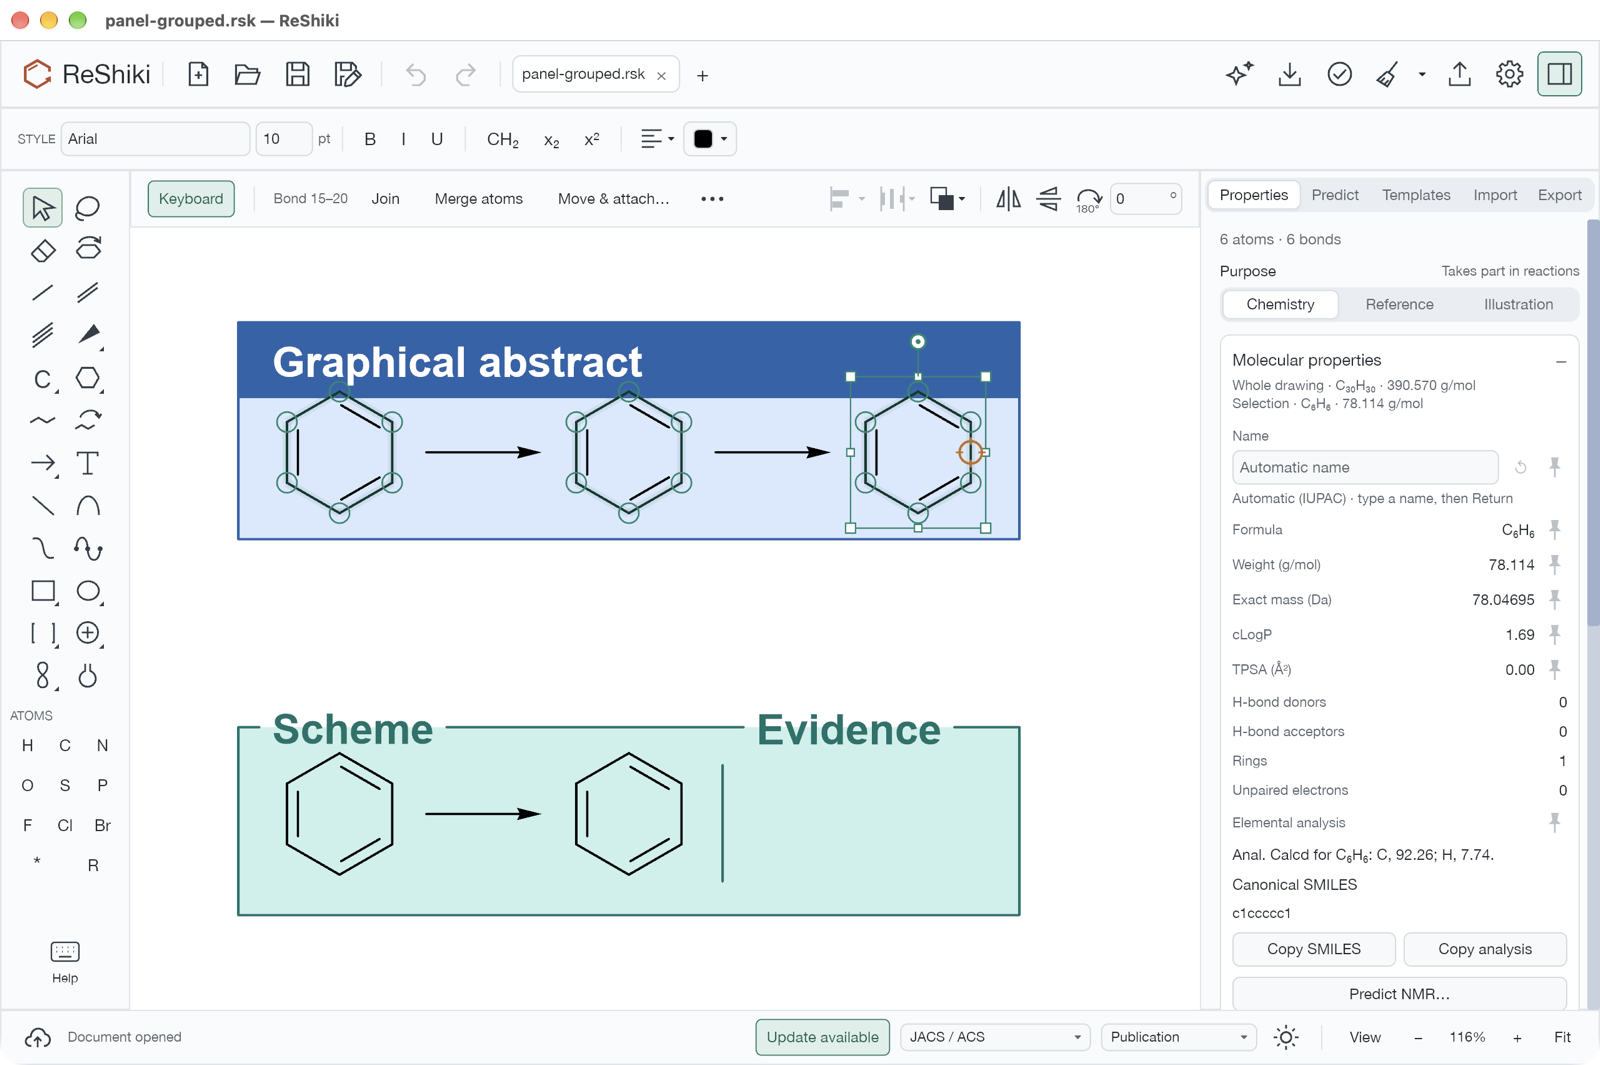 panel-grouped.rsk — ReShiki
ReShiki
panel-grouped.rsk ×
+
STYLE
Arial
10
pt
B
I
U
CH₂
x₂
x²
Keyboard
Bond 15–20
Join
Merge atoms
Move & attach…
•••
180°
0
°
Properties
Predict
Templates
Import
Export
6 atoms · 6 bonds
Purpose
Takes part in reactions
Chemistry
Reference
Illustration
Molecular properties
–
Whole drawing · C₃₀H₃₀ · 390.570 g/mol
Selection · C₆H₆ · 78.114 g/mol
Name
Automatic name
Automatic (IUPAC) · type a name, then Return
Formula
C₆H₆
Weight (g/mol)
78.114
Exact mass (Da)
78.04695
cLogP
1.69
TPSA (Å²)
0.00
H-bond donors
0
H-bond acceptors
0
Rings
1
Unpaired electrons
0
Elemental analysis
Anal. Calcd for C₆H₆: C, 92.26; H, 7.74.
Canonical SMILES
c1ccccc1
Copy SMILES
Copy analysis
Predict NMR…
Graphical abstract
Scheme
Evidence
C
T
[ ]
ATOMS
H C N
O S P
F Cl Br
* R
Help
Document opened
Update available
JACS / ACS
Publication
View
–
116%
+
Fit